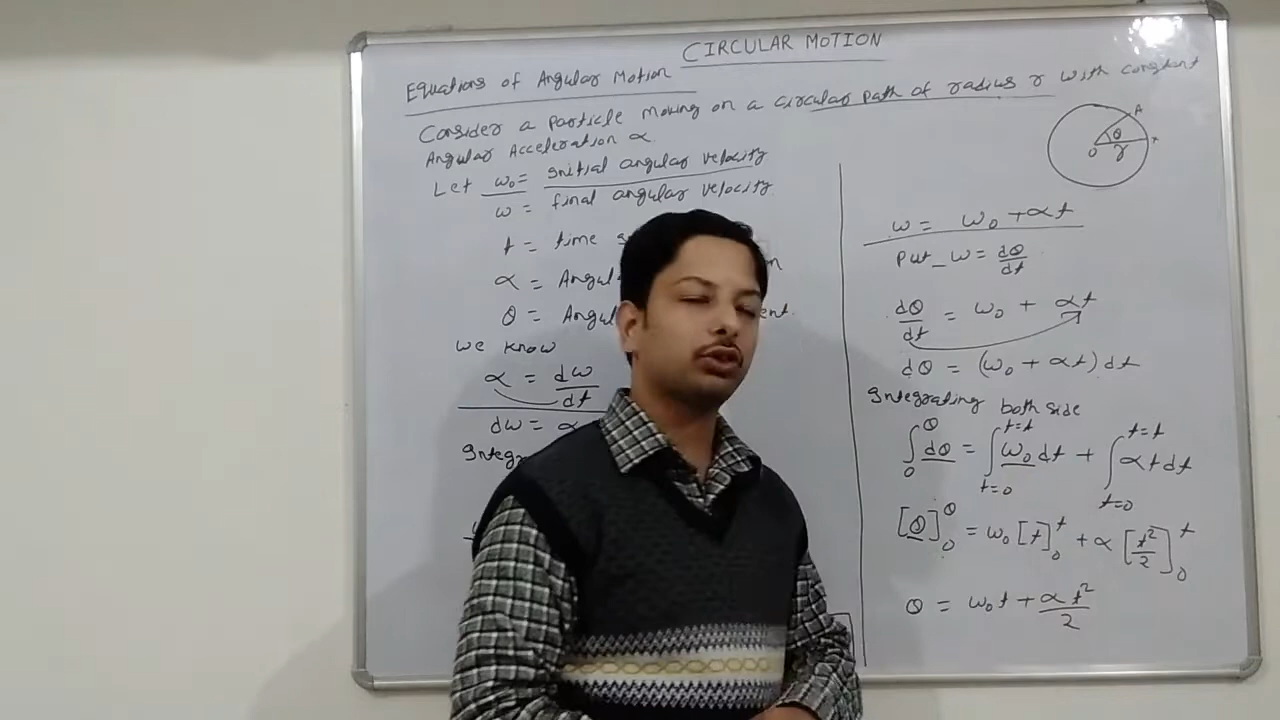 CIRCULAR MOTION
Equations of Angular Motion
Consider a Particle Moving on a circular path of radius r with constant
Angular Acceleration α
Let ω₀ = Initial angular velocity
ω = final angular velocity
t = time
α = Angul
θ = Angul ent.
we know
α = dω/dt
dω = α
Integr
A
O
θ
r
x
ω = ω₀ + αt
Put ω = dθ/dt
dθ/dt = ω₀ + αt
dθ = (ω₀ + αt) dt
Integrating both side
∫₀^θ dθ = ∫_{t=0}^{t=t} ω₀ dt + ∫_{t=0}^{t=t} αt dt
[θ]₀^θ = ω₀ [t]₀^t + α [t²/2]₀^t
θ = ω₀t + αt²/2